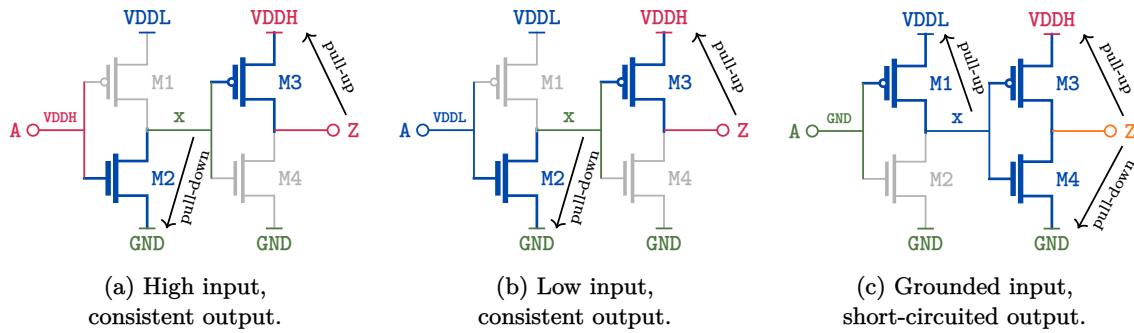 VDDL VDDH
M1 M3
pull-up
A VDDH x Z
M2 M4
pull-down
GND GND
(a) High input,
consistent output.
VDDL VDDH
M1 M3
pull-up
A VDDL x Z
M2 M4
pull-down
GND GND
(b) Low input,
consistent output.
VDDL VDDH
M1 M3
pull-up pull-up
A GND x Z
M2 M4
pull-down
GND GND
(c) Grounded input,
short-circuited output.